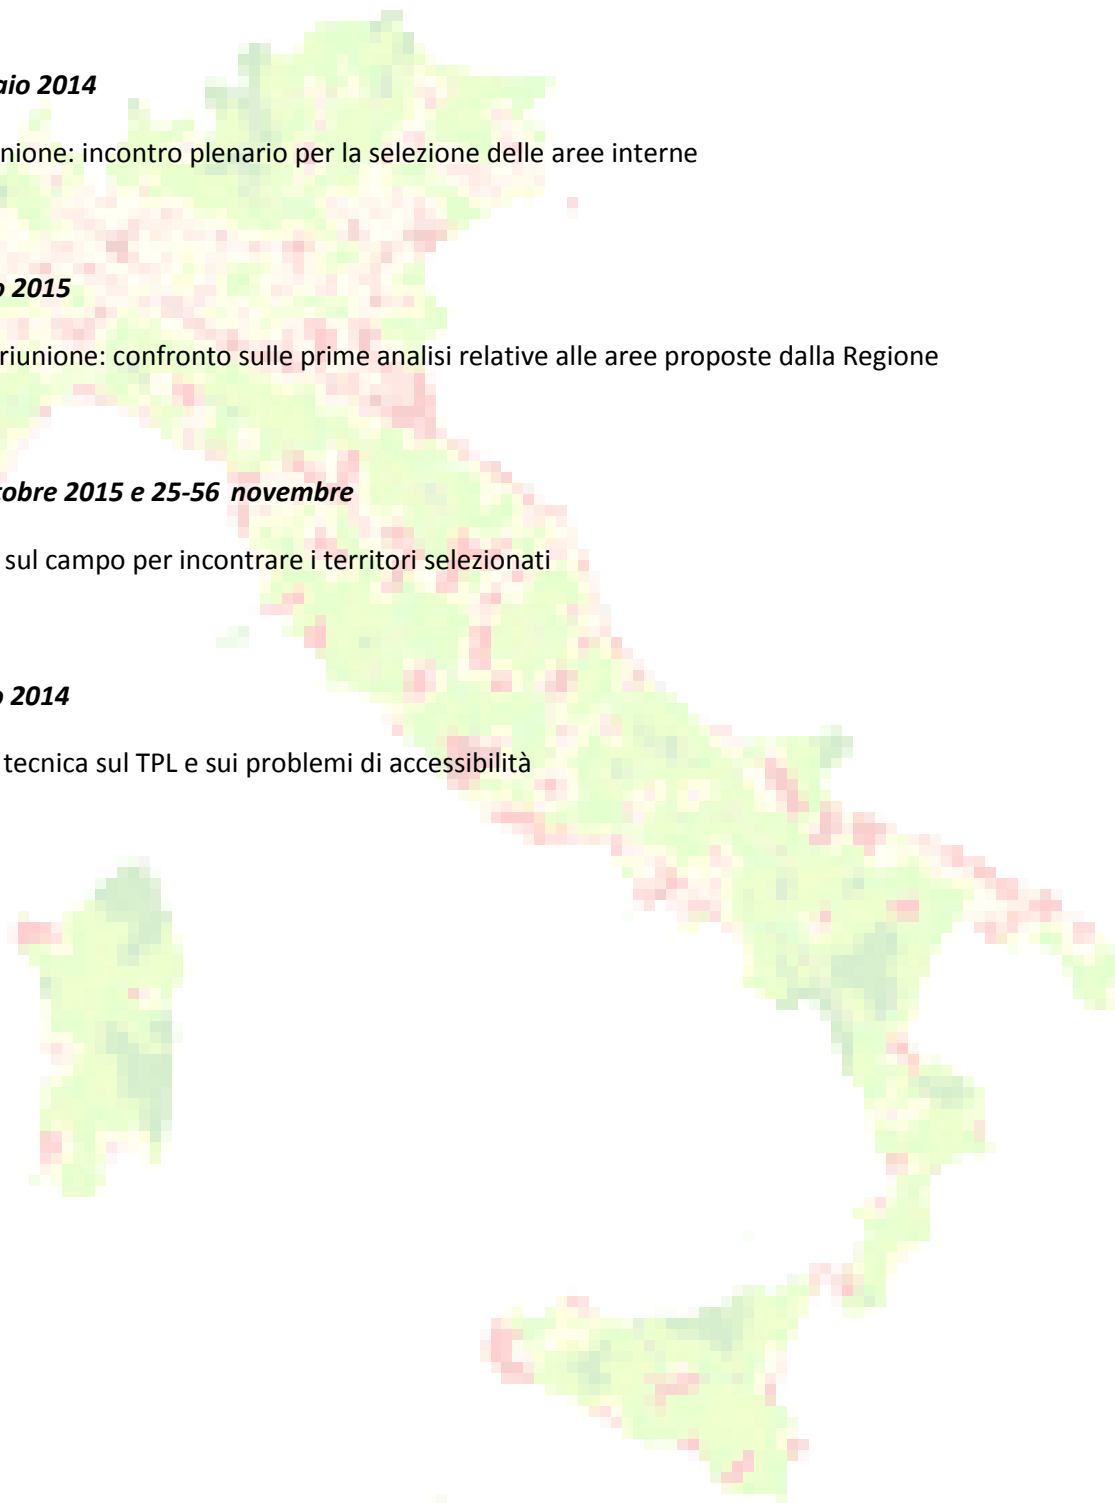 aio 2014
nione: incontro plenario per la selezione delle aree interne
o 2015
riunione: confronto sulle prime analisi relative alle aree proposte dalla Regione
tobre 2015 e 25-56 novembre
sul campo per incontrare i territori selezionati
o 2014
tecnica sul TPL e sui problemi di accessibilità